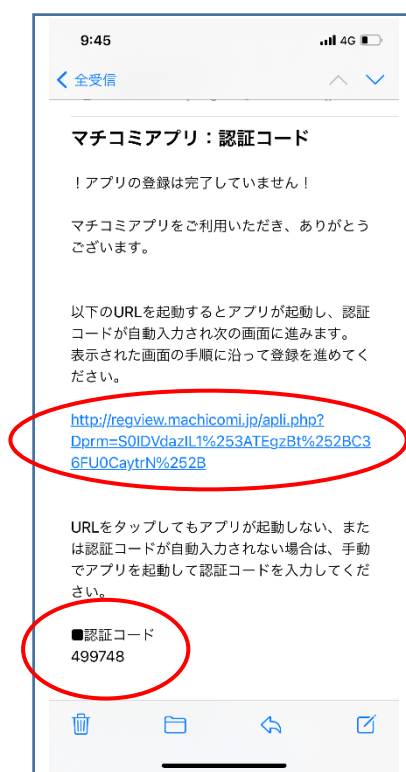 9:45
4G
全受信
マチコミアプリ：認証コード
！アプリの登録は完了していません！
マチコミアプリをご利用いただき、ありがとう
ございます。
以下のURLを起動するとアプリが起動し、認証
コードが自動入力され次の画面に進みます。
表示された画面の手順に沿って登録を進めてく
ださい。
http://regview.machicomi.jp/apli.php?
Dprm=S0IDVdazIL1%253ATEgzBt%252BC3
6FU0CaytrN%252B
URLをタップしてもアプリが起動しない、また
は認証コードが自動入力されない場合は、手動
でアプリを起動して認証コードを入力してくだ
さい。
■認証コード
499748